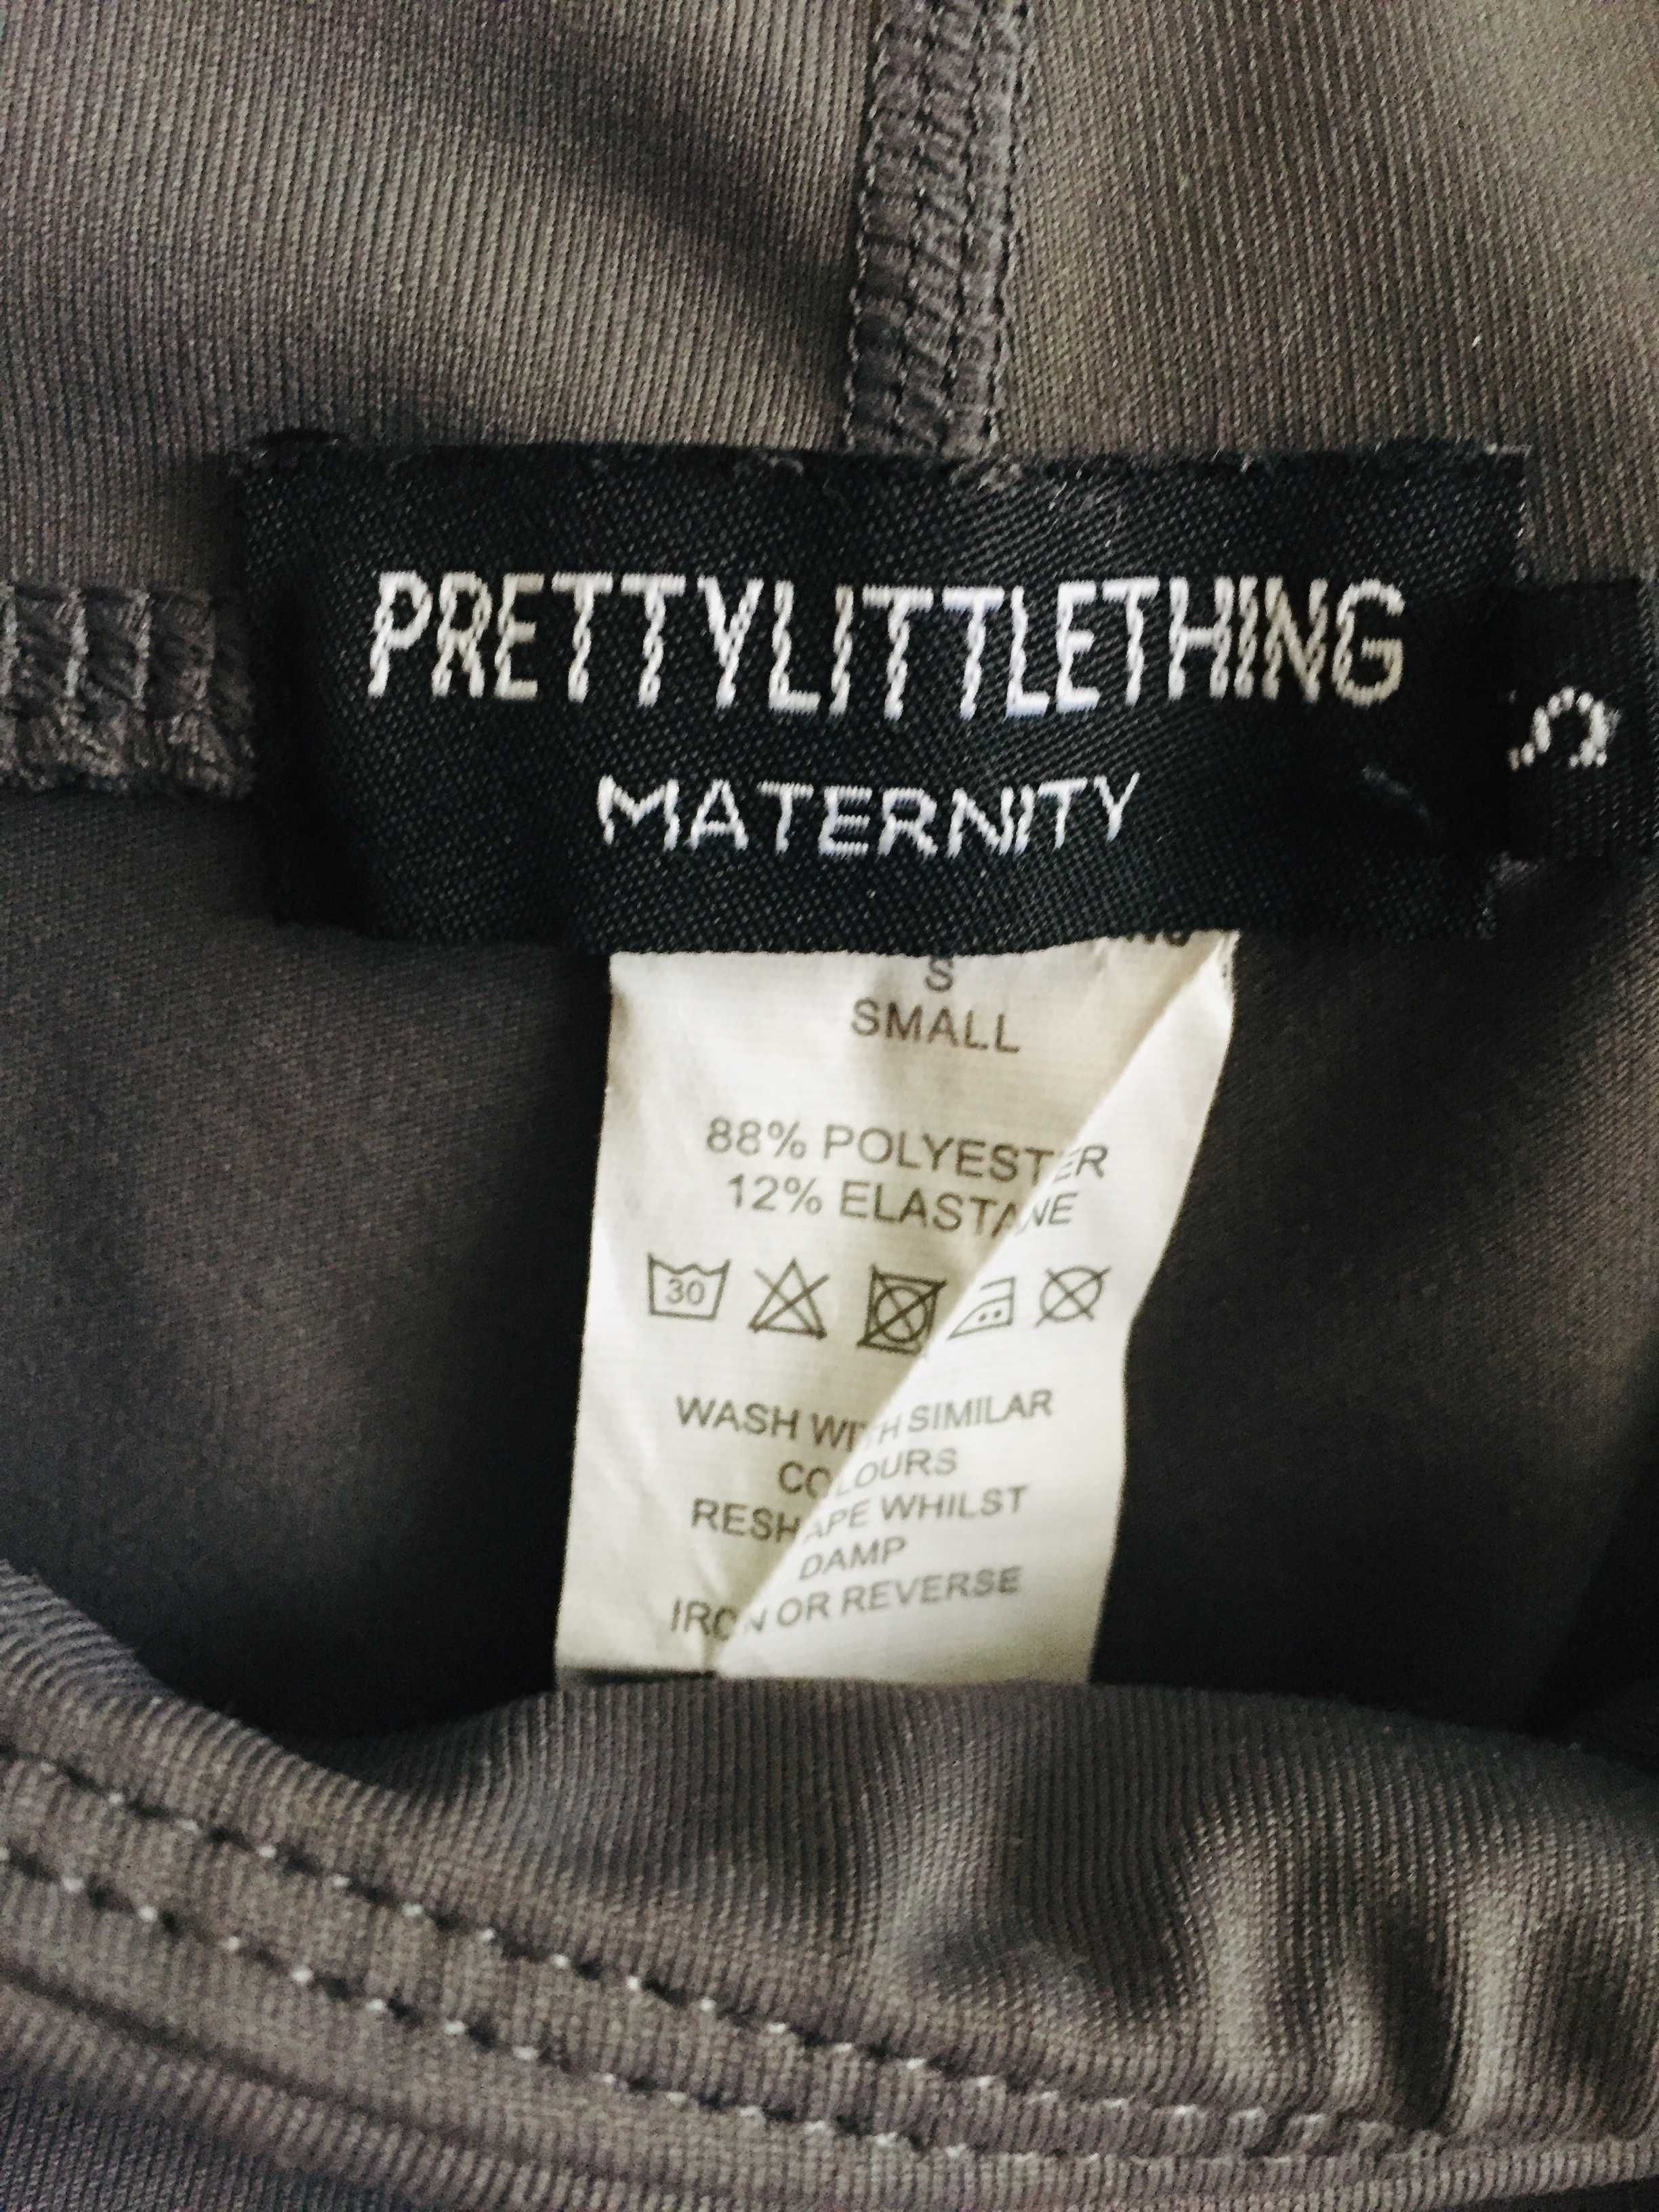 PRETTYLITTLETHING
MATERNITY
S
SMALL
88% POLYESTER
12% ELASTANE
30
WASH WITH SIMILAR
COLOURS
RESHAPE WHILST
DAMP
IRON OR REVERSE